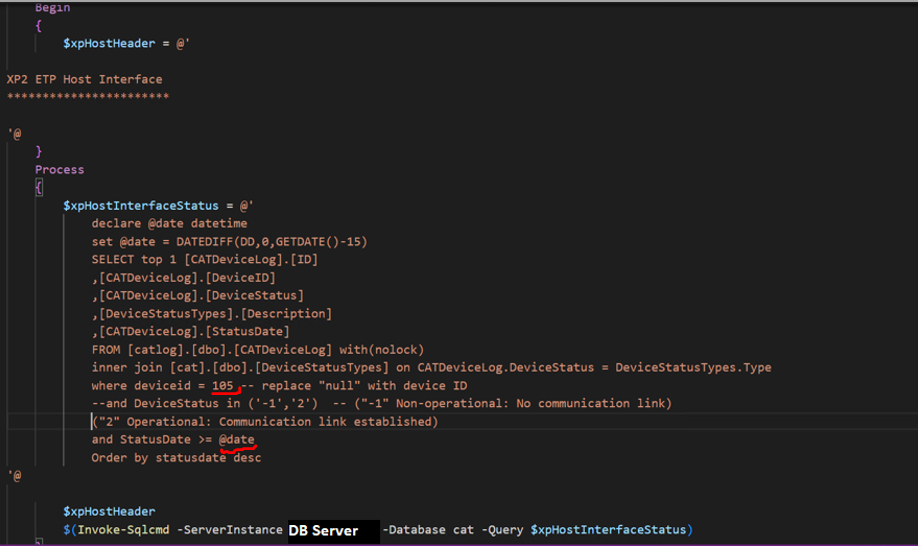 Begin
{
$xpHostHeader = @'
XP2 ETP Host Interface
***********************
'@
}
Process
{
$xpHostInterfaceStatus = @'
declare @date datetime
set @date = DATEDIFF(DD,0,GETDATE()-15)
SELECT top 1 [CATDeviceLog].[ID]
,[CATDeviceLog].[DeviceID]
,[CATDeviceLog].[DeviceStatus]
,[DeviceStatusTypes].[Description]
,[CATDeviceLog].[StatusDate]
FROM [catlog].[dbo].[CATDeviceLog] with(nolock)
inner join [cat].[dbo].[DeviceStatusTypes] on CATDeviceLog.DeviceStatus = DeviceStatusTypes.Type
where deviceid = 105 -- replace "null" with device ID
--and DeviceStatus in ('-1','2')  -- ("-1" Non-operational: No communication link)
("2" Operational: Communication link established)
and StatusDate >= @date
Order by statusdate desc
'@
$xpHostHeader
$(Invoke-Sqlcmd -ServerInstance DB Server -Database cat -Query $xpHostInterfaceStatus)
}